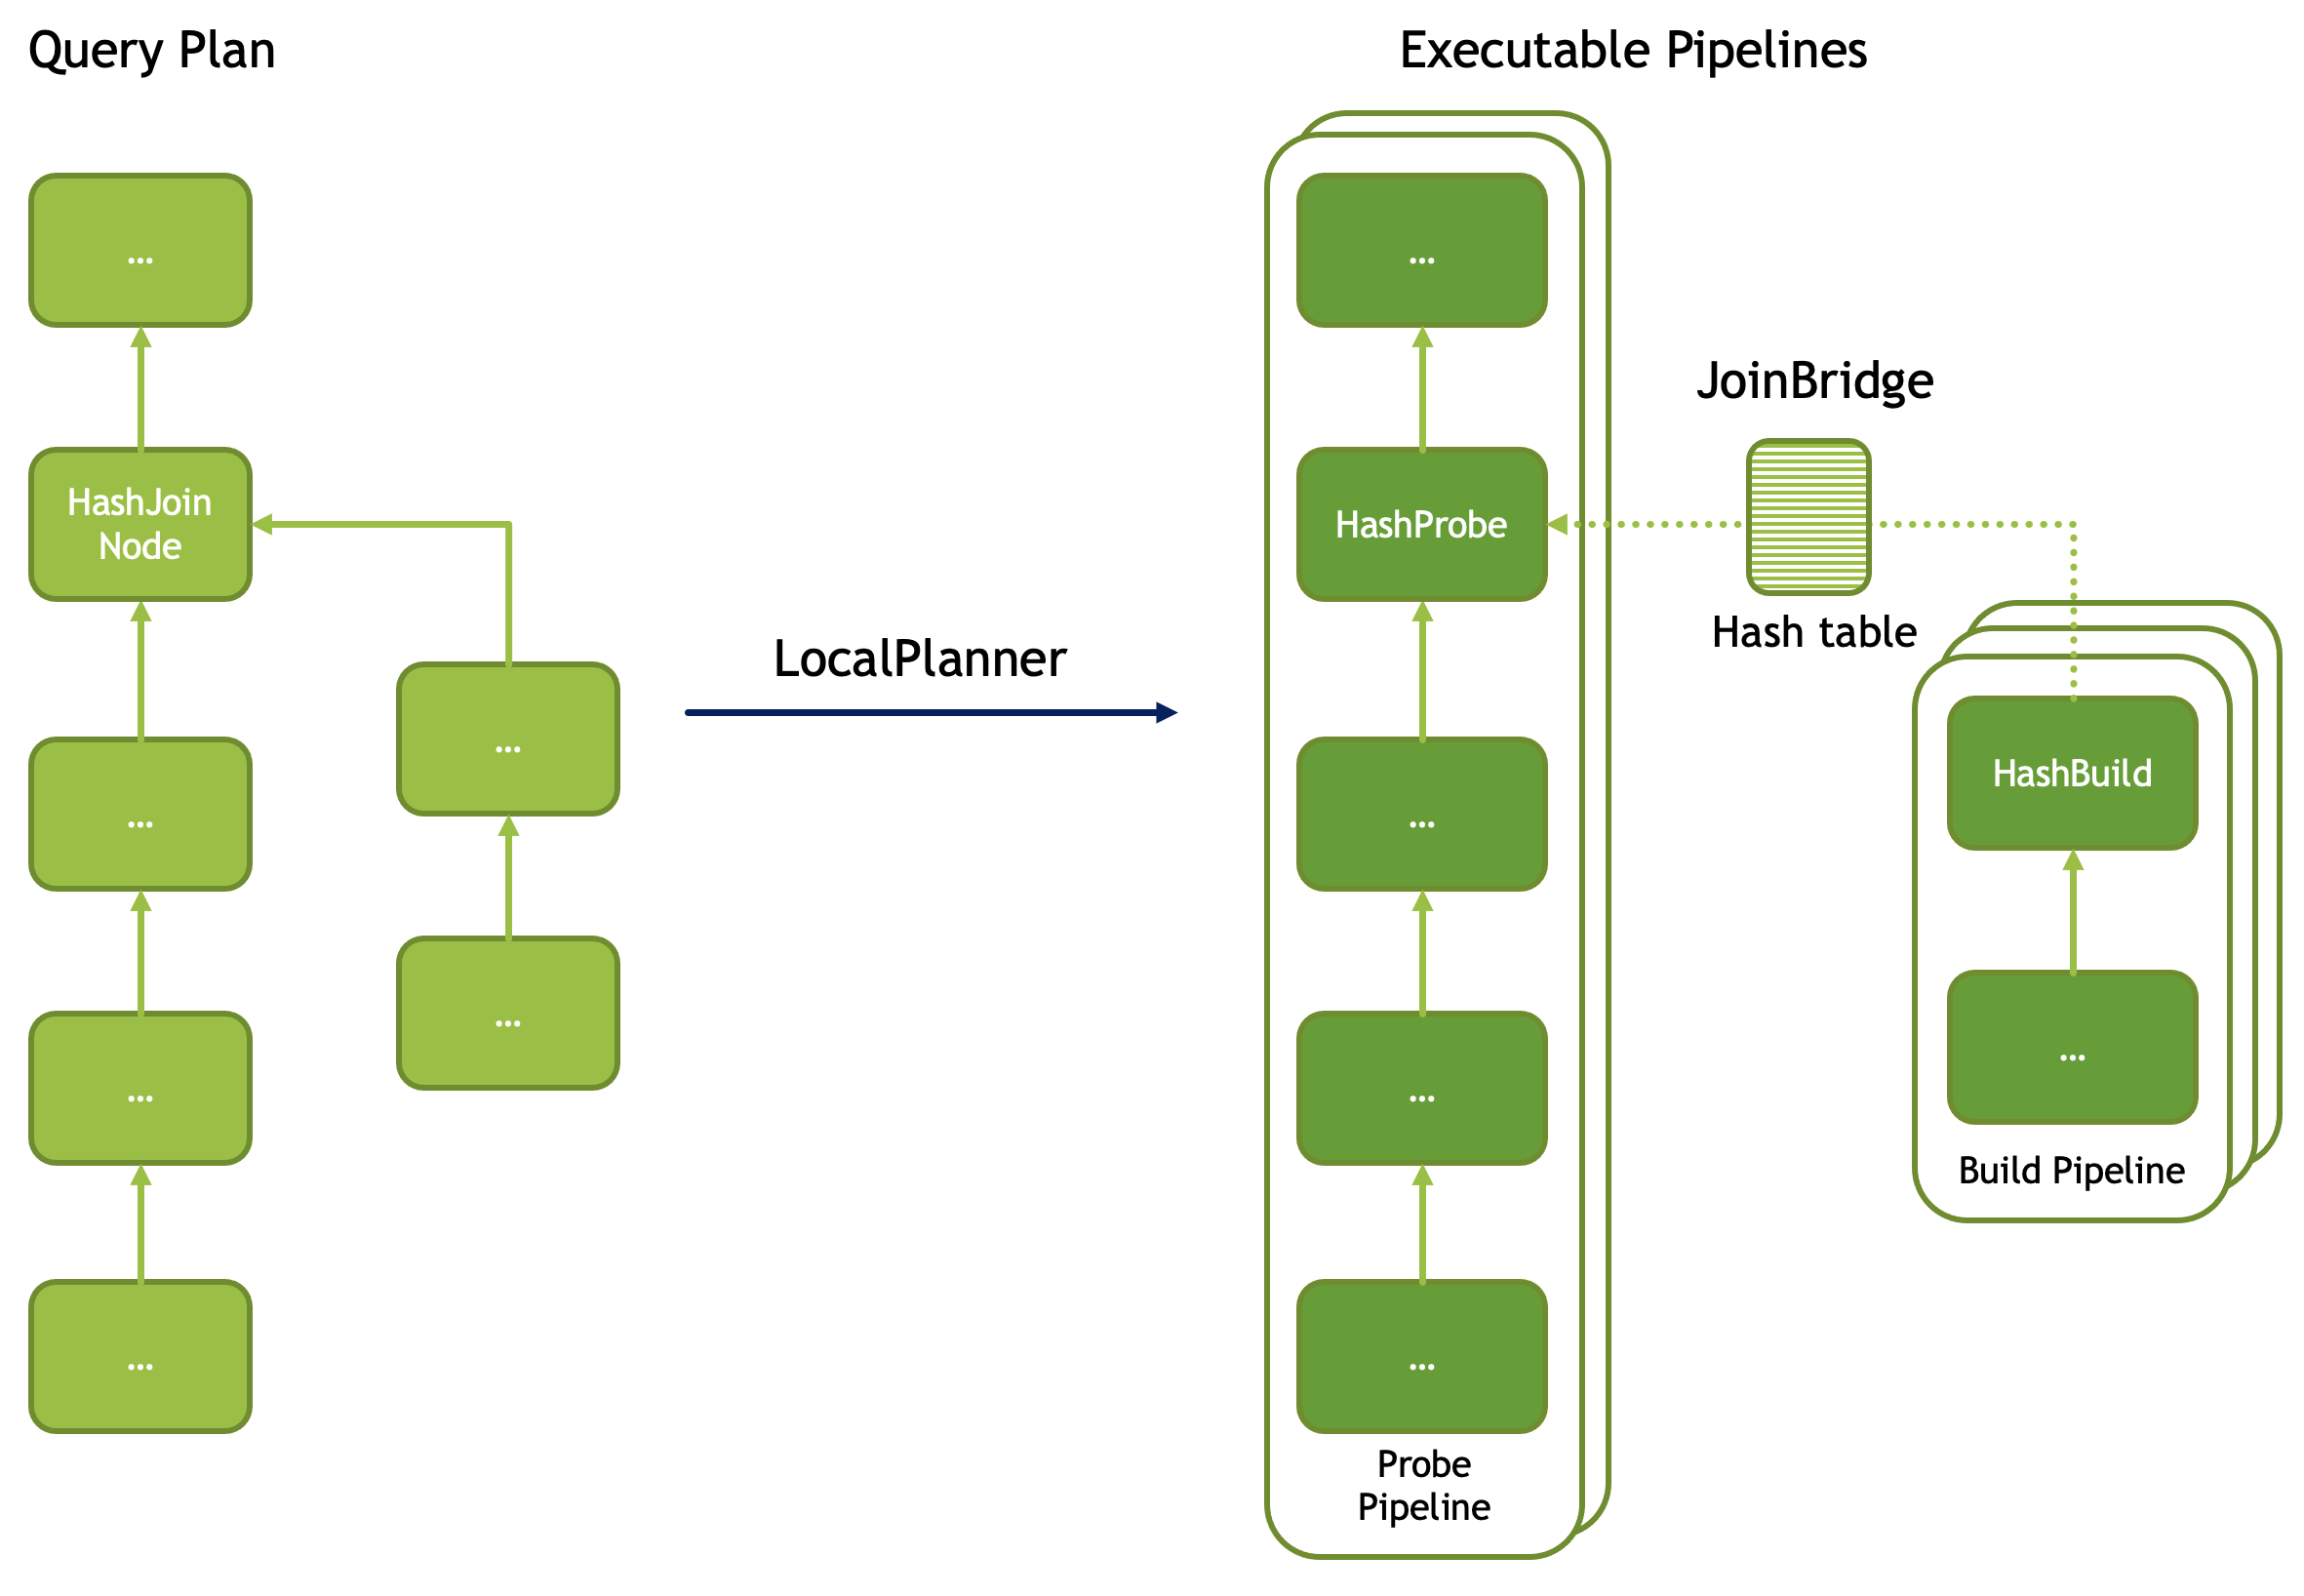 Query Plan
Executable Pipelines
...
HashJoin
Node
...
...
...
...
...
LocalPlanner
...
HashProbe
...
...
...
Probe
Pipeline
JoinBridge
Hash table
HashBuild
...
Build Pipeline